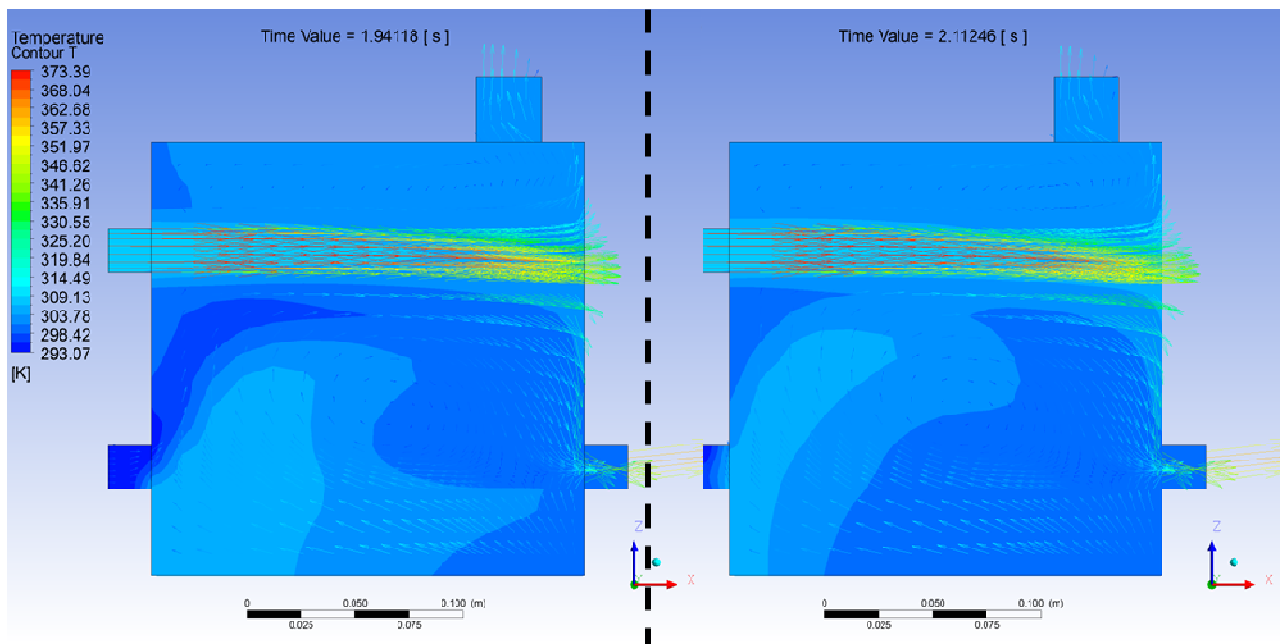 Temperature
Contour T
373.39
368.04
362.68
357.33
351.97
346.62
341.26
335.91
330.55
325.20
319.84
314.49
309.13
303.78
298.42
293.07
[K]
Time Value = 1.94118 [ s ]
Z
Y
X
0 0.050 0.100 (m)
0.025 0.075
Time Value = 2.11246 [ s ]
Z
Y
X
0 0.050 0.100 (m)
0.025 0.075